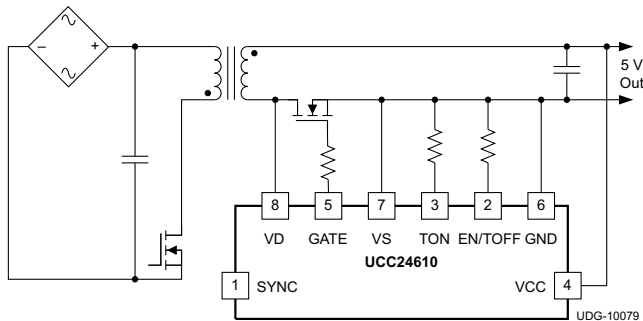 − +
5 V
Out
8 5 7 3 2 6
VD GATE VS TON EN/TOFF GND
UCC24610
1 SYNC VCC 4
UDG-10079